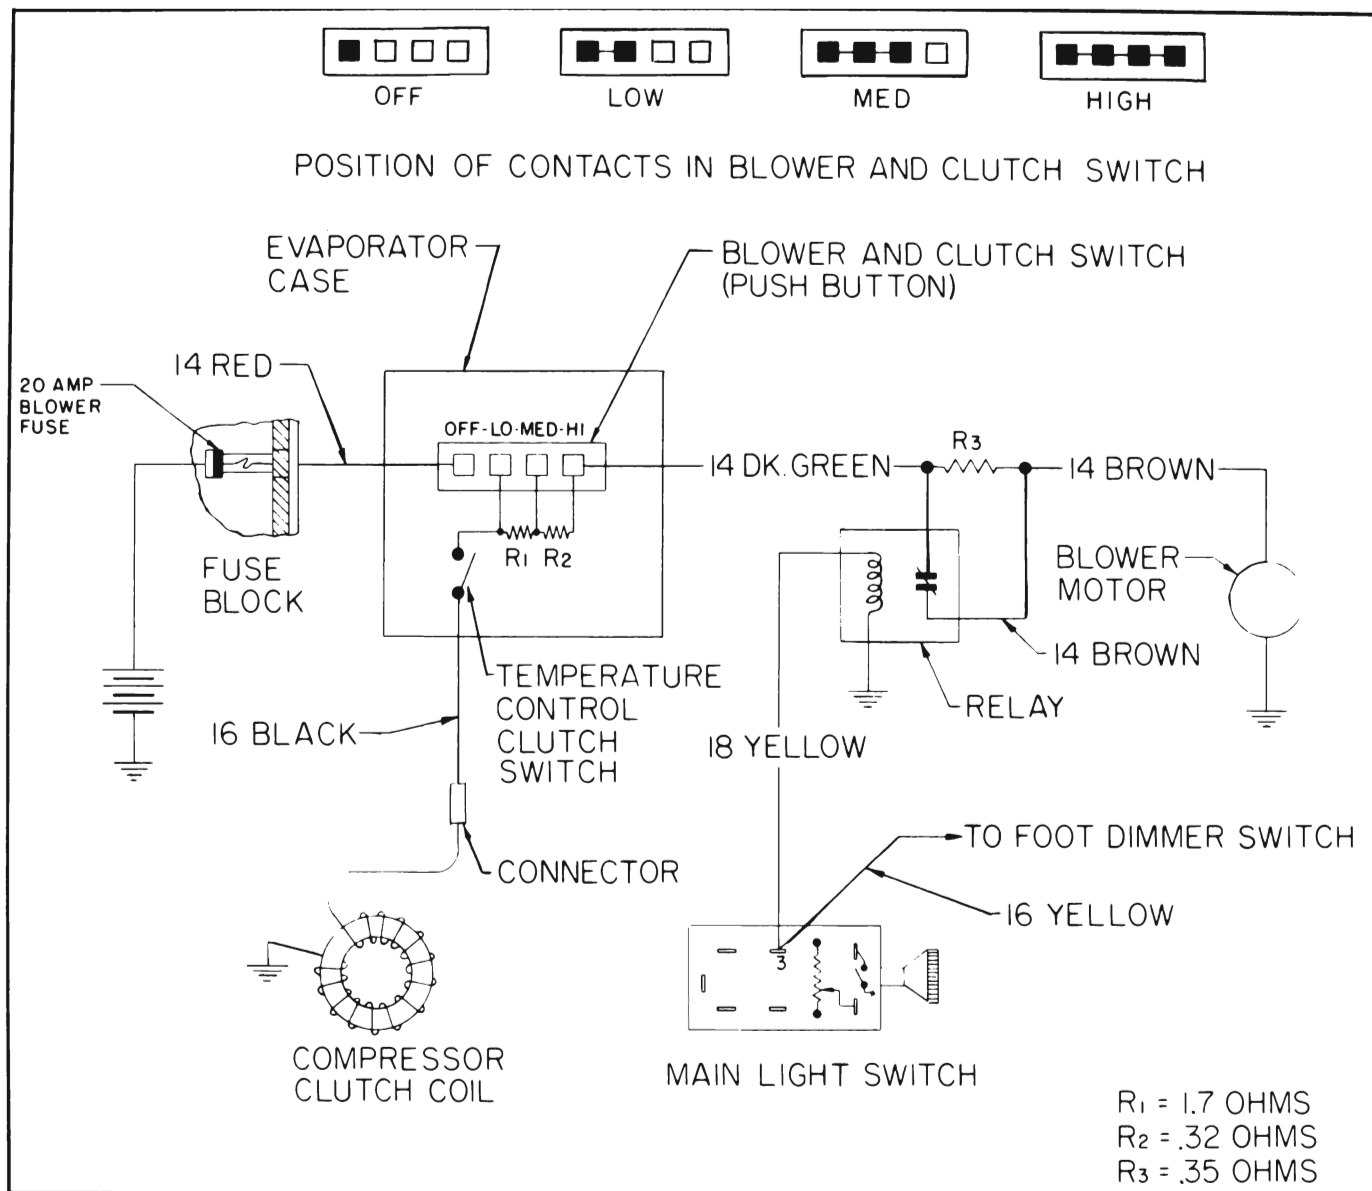 OFF
LOW
MED
HIGH
POSITION OF CONTACTS IN BLOWER AND CLUTCH SWITCH
EVAPORATOR
CASE
BLOWER AND CLUTCH SWITCH
(PUSH BUTTON)
14 RED
20 AMP
BLOWER
FUSE
OFF-LO-MED-HI
R3
14 DK. GREEN
14 BROWN
R1
R2
FUSE
BLOCK
BLOWER
MOTOR
14 BROWN
TEMPERATURE
CONTROL
CLUTCH
SWITCH
RELAY
16 BLACK
18 YELLOW
TO FOOT DIMMER SWITCH
CONNECTOR
16 YELLOW
3
COMPRESSOR
CLUTCH COIL
MAIN LIGHT SWITCH
R1 = 1.7 OHMS
R2 = .32 OHMS
R3 = .35 OHMS